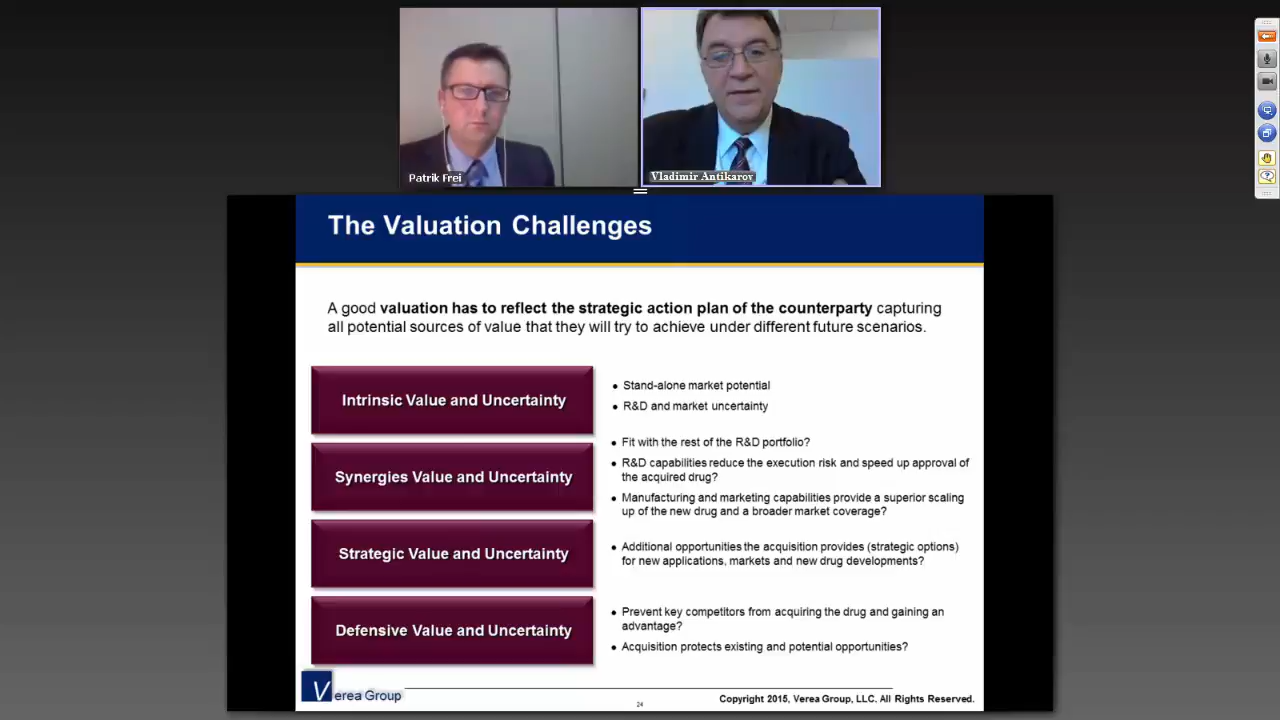 Patrik Frei
Vladimir Antikarov
The Valuation Challenges
A good valuation has to reflect the strategic action plan of the counterparty capturing
all potential sources of value that they will try to achieve under different future scenarios.
Intrinsic Value and Uncertainty
• Stand-alone market potential
• R&D and market uncertainty
Synergies Value and Uncertainty
• Fit with the rest of the R&D portfolio?
• R&D capabilities reduce the execution risk and speed up approval of
the acquired drug?
• Manufacturing and marketing capabilities provide a superior scaling
up of the new drug and a broader market coverage?
Strategic Value and Uncertainty
• Additional opportunities the acquisition provides (strategic options)
for new applications, markets and new drug developments?
Defensive Value and Uncertainty
• Prevent key competitors from acquiring the drug and gaining an
advantage?
• Acquisition protects existing and potential opportunities?
Verea Group
24
Copyright 2015, Verea Group, LLC. All Rights Reserved.